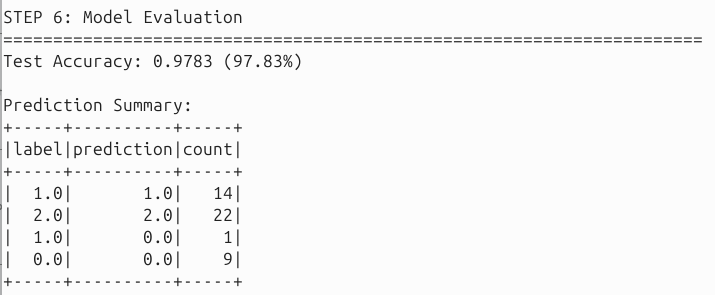 STEP 6: Model Evaluation
======================================================================
Test Accuracy: 0.9783 (97.83%)
Prediction Summary:
+-----+----------+-----+
|label|prediction|count|
+-----+----------+-----+
|  1.0|       1.0|   14|
|  2.0|       2.0|   22|
|  1.0|       0.0|    1|
|  0.0|       0.0|    9|
+-----+----------+-----+